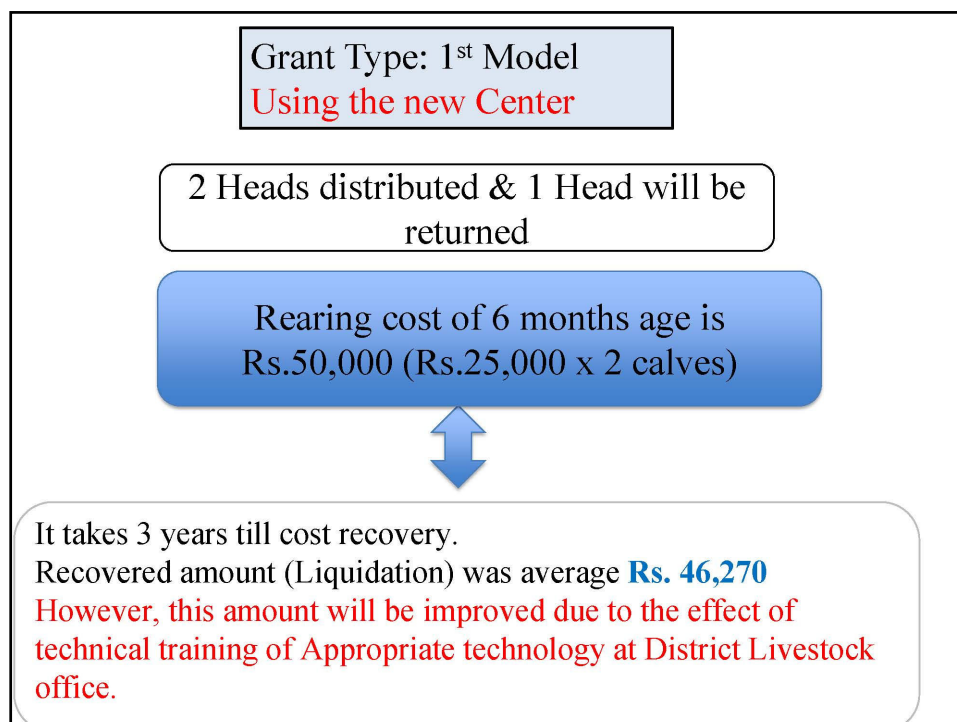 Grant Type: 1st Model
Using the new Center
2 Heads distributed & 1 Head will be
returned
Rearing cost of 6 months age is
Rs.50,000 (Rs.25,000 x 2 calves)
It takes 3 years till cost recovery.
Recovered amount (Liquidation) was average Rs. 46,270
However, this amount will be improved due to the effect of
technical training of Appropriate technology at District Livestock
office.